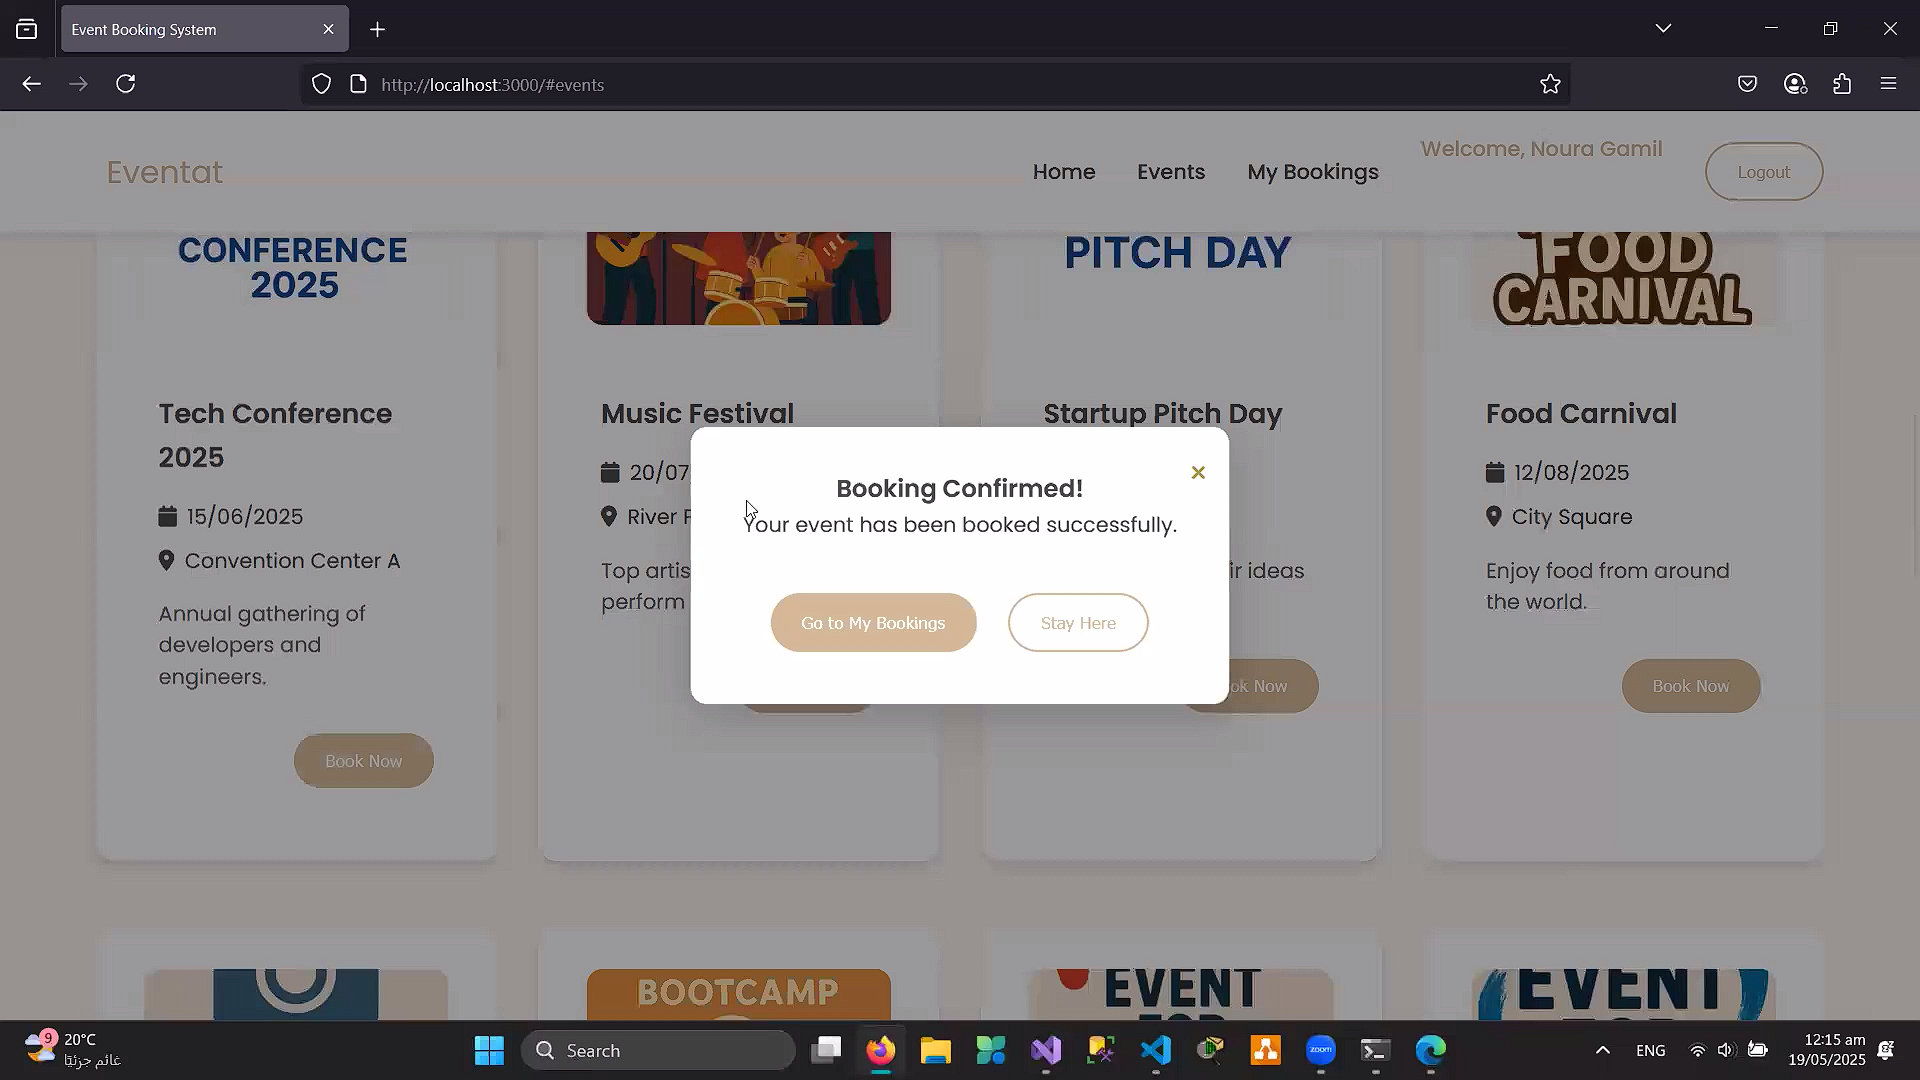 Event Booking System
http://localhost:3000/#events
Eventat
Home
Events
My Bookings
Welcome, Noura Gamil
Logout
CONFERENCE
2025
PITCH DAY
FOOD
CARNIVAL
Tech Conference
2025
15/06/2025
Convention Center A
Annual gathering of
developers and
engineers.
Book Now
Music Festival
20/07
River
Top artis
perform
Startup Pitch Day
ir ideas
ok Now
Food Carnival
12/08/2025
City Square
Enjoy food from around
the world.
Book Now
Booking Confirmed!
Your event has been booked successfully.
Go to My Bookings
Stay Here
BOOTCAMP
EVENT
EVENT
9
20°C
غائم جزئيًا
Search
zoom
ENG
12:15 am
19/05/2025